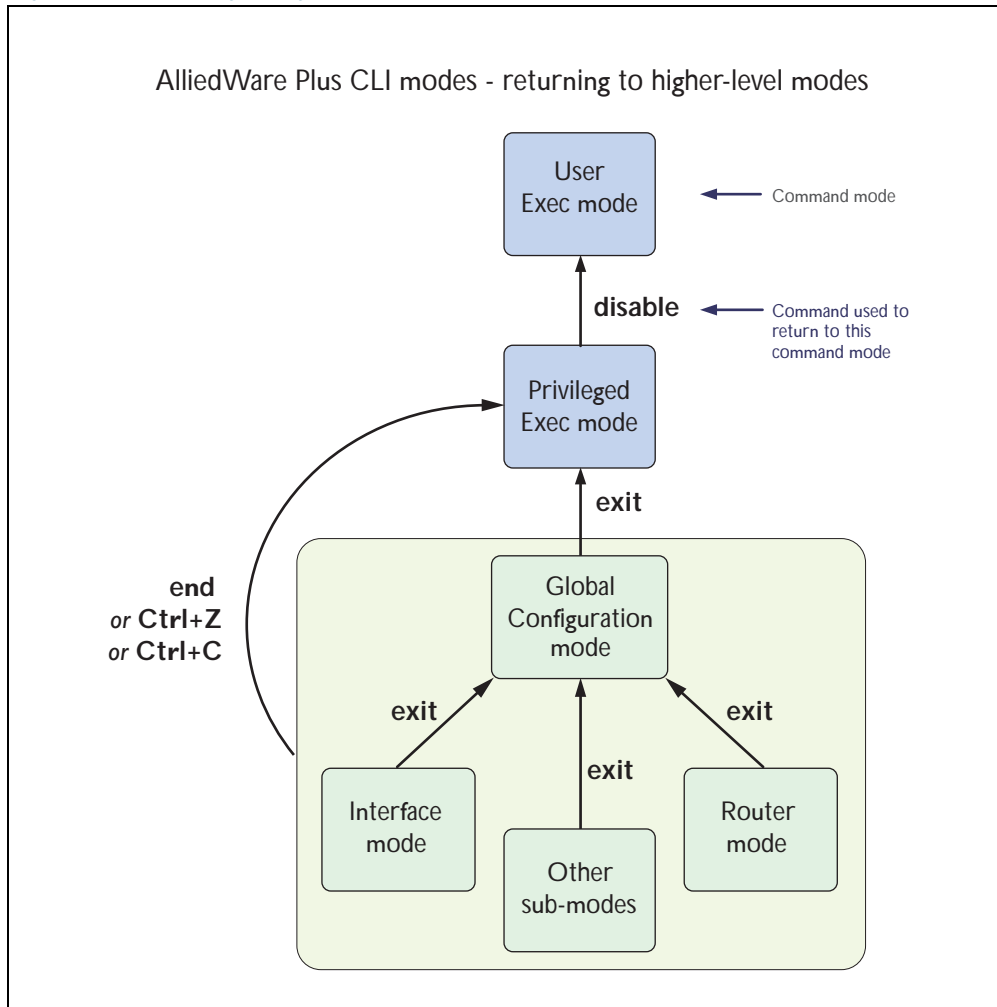 AlliedWare Plus CLI modes - returning to higher-level modes
User
Exec mode
Command mode
disable
Command used to
return to this
command mode
Privileged
Exec mode
exit
end
or Ctrl+Z
or Ctrl+C
Global
Configuration
mode
exit
exit
exit
Interface
mode
Other
sub-modes
Router
mode